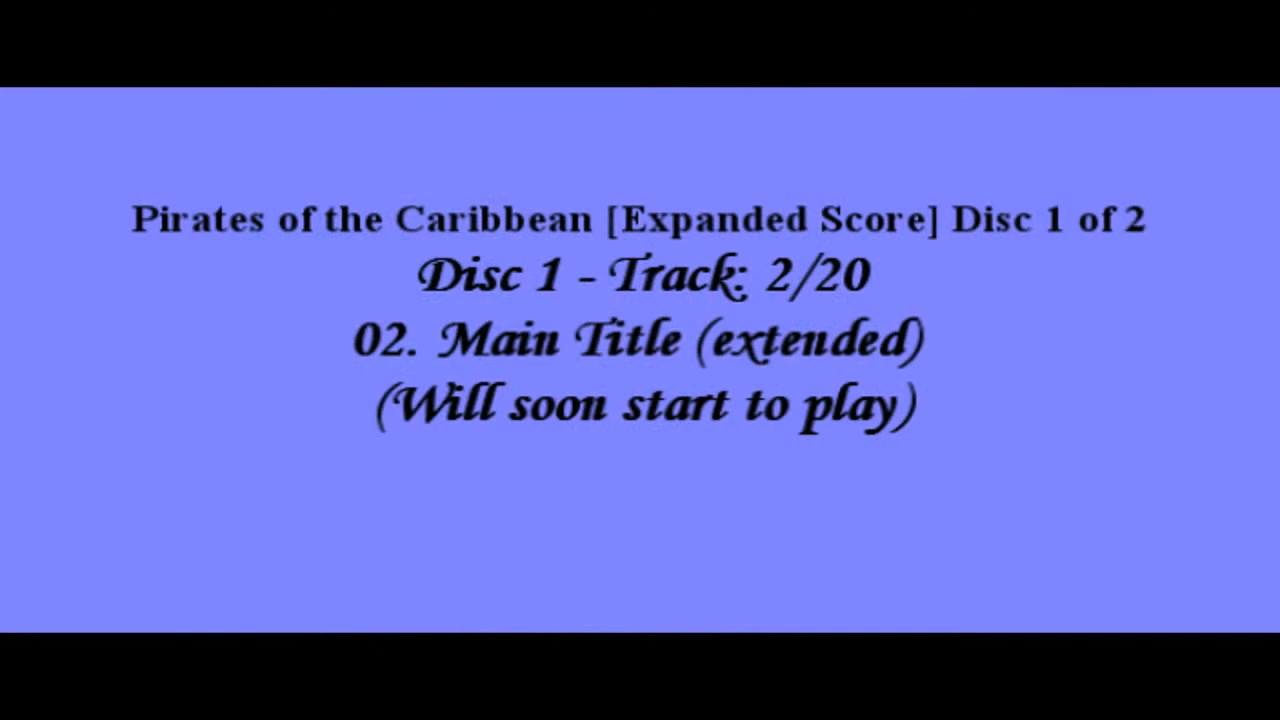 Pirates of the Caribbean [Expanded Score] Disc 1 of 2
Disc 1 - Track: 2/20
02. Main Title (extended)
(Will soon start to play)